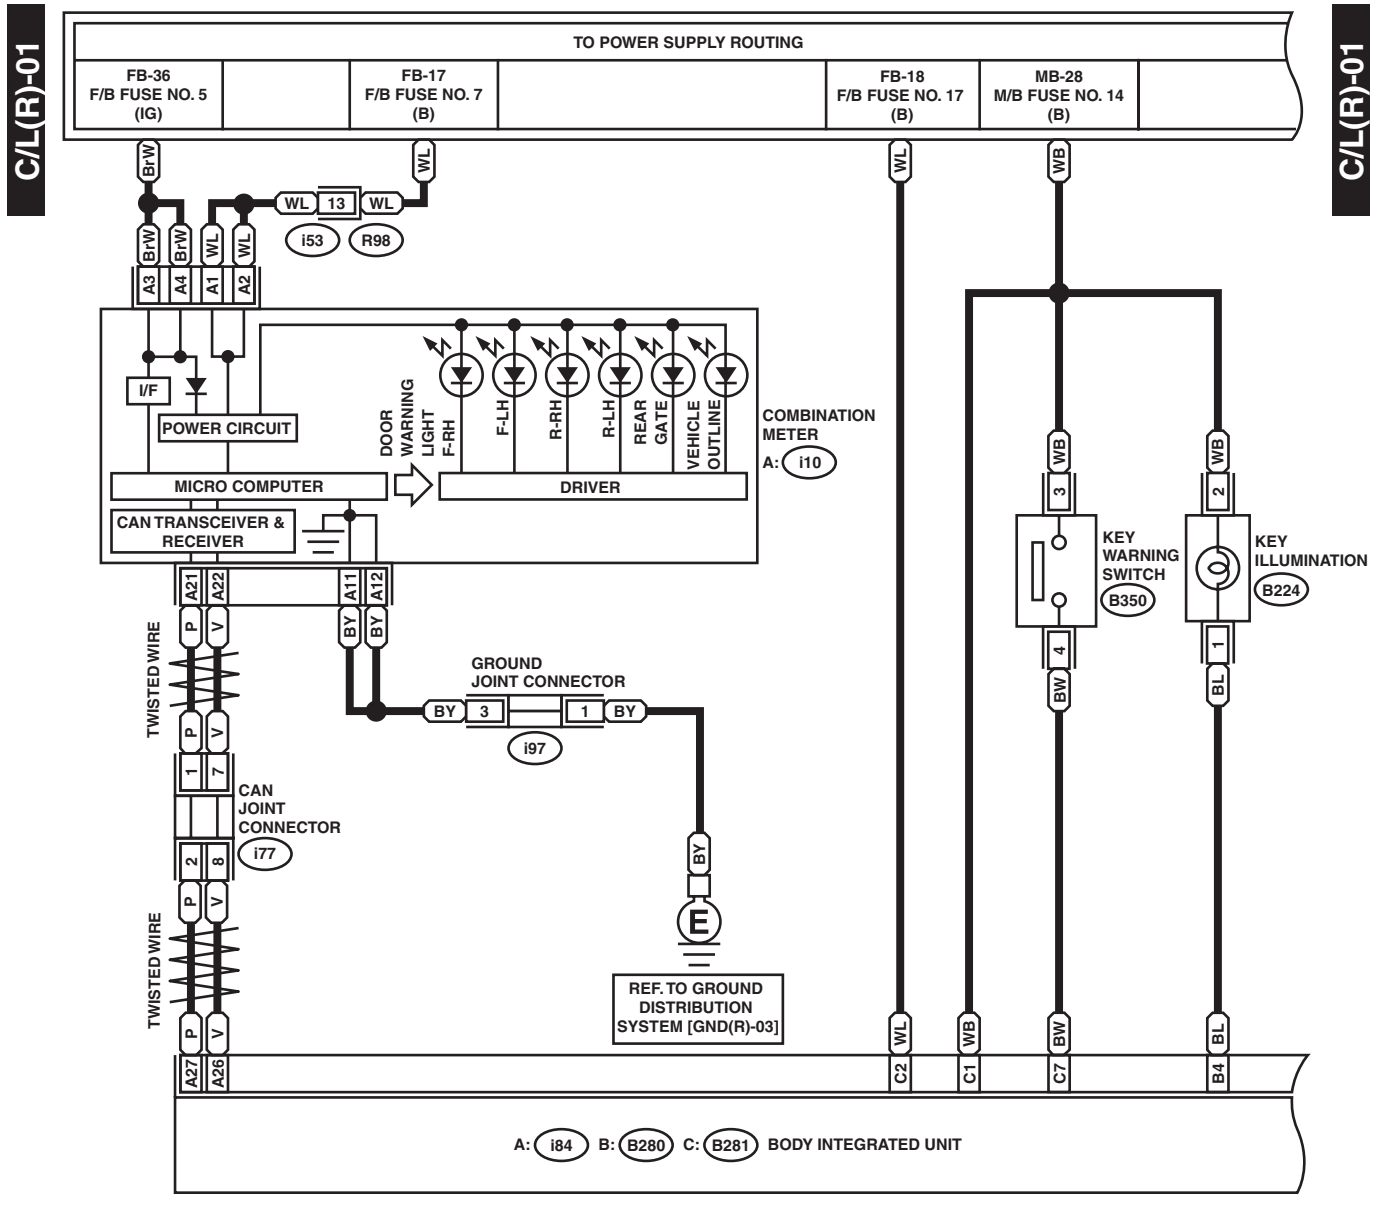 C/L(R)-01
C/L(R)-01
TO POWER SUPPLY ROUTING
FB-36
F/B FUSE NO. 5
(IG)
FB-17
F/B FUSE NO. 7
(B)
FB-18
F/B FUSE NO. 17
(B)
MB-28
M/B FUSE NO. 14
(B)
BrW
WL
WL
WB
WL
13
WL
i53
R98
BrW
BrW
WL
WL
A3
A4
A1
A2
I/F
POWER CIRCUIT
MICRO COMPUTER
CAN TRANSCEIVER &
RECEIVER
DOOR
WARNING
LIGHT
F-RH
F-LH
R-RH
R-LH
REAR
GATE
VEHICLE
OUTLINE
DRIVER
COMBINATION
METER
A: i10
WB
WB
3
2
KEY
WARNING
SWITCH
B350
KEY
ILLUMINATION
B224
4
1
BW
BL
A21
A22
A11
A12
P
V
BY
BY
TWISTED WIRE
P
V
GROUND
JOINT CONNECTOR
BY
3
1
BY
i97
1
7
CAN
JOINT
CONNECTOR
i77
2
8
P
V
BY
E
TWISTED WIRE
REF. TO GROUND
DISTRIBUTION
SYSTEM [GND(R)-03]
P
V
WL
WB
BW
BL
A27
A26
C2
C1
C7
B4
A: i84 B: B280 C: B281 BODY INTEGRATED UNIT